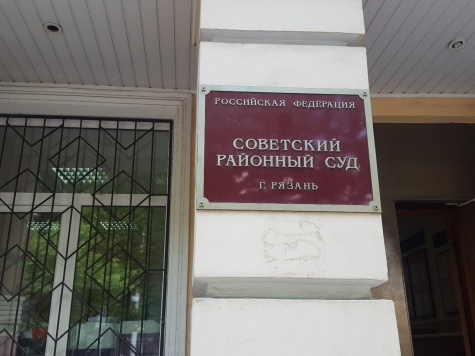 РОССИЙСКАЯ ФЕДЕРАЦИЯ
СОВЕТСКИЙ
РАЙОННЫЙ СУД
Г. РЯЗАНЬ